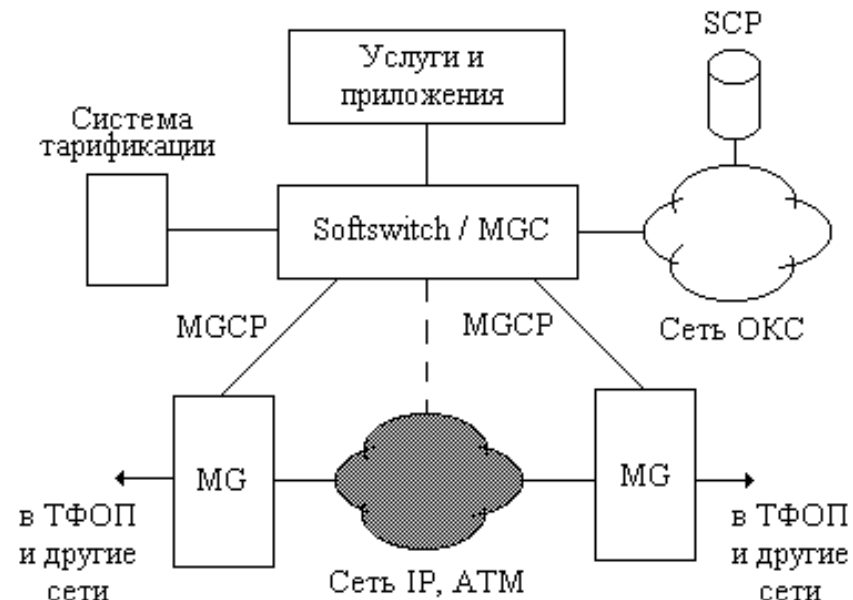 SCP
Услуги и
приложения
Система
тарификации
Softswitch / MGC
MGCP
MGCP
Сеть ОКС
MG
MG
в ТФОП
и другие
сети
в ТФОП
и другие
сети
Сеть IP, ATM